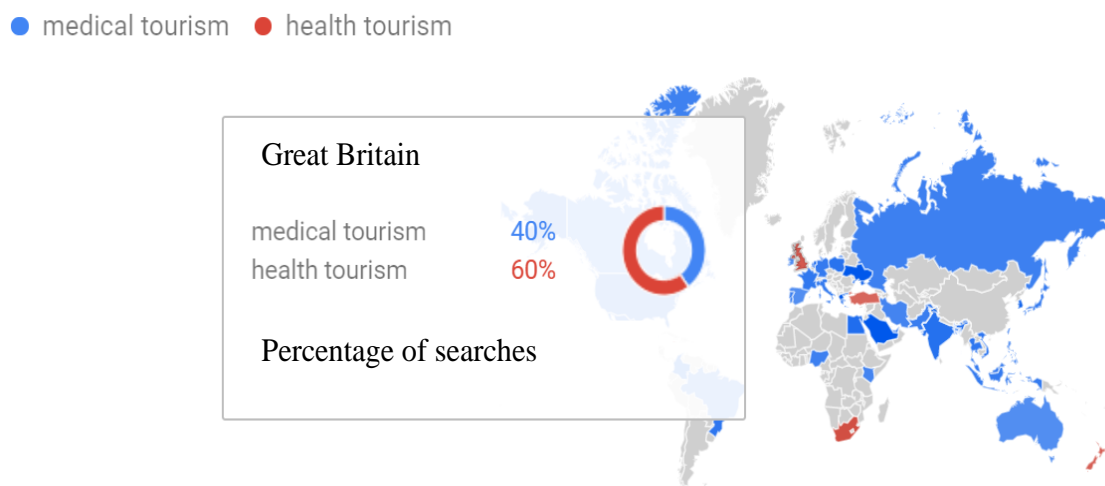 medical tourism health tourism
Great Britain
medical tourism 40%
health tourism 60%
Percentage of searches